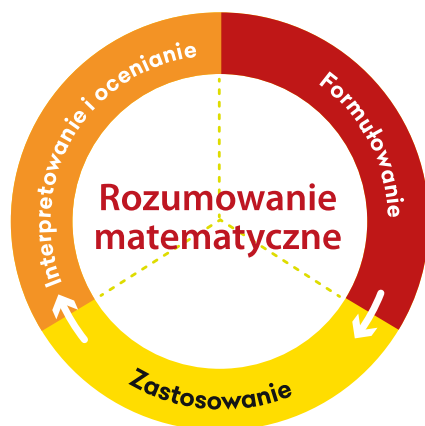 Interpretowanie i ocenianie
Formułowanie
Rozumowanie
matematyczne
Zastosowanie